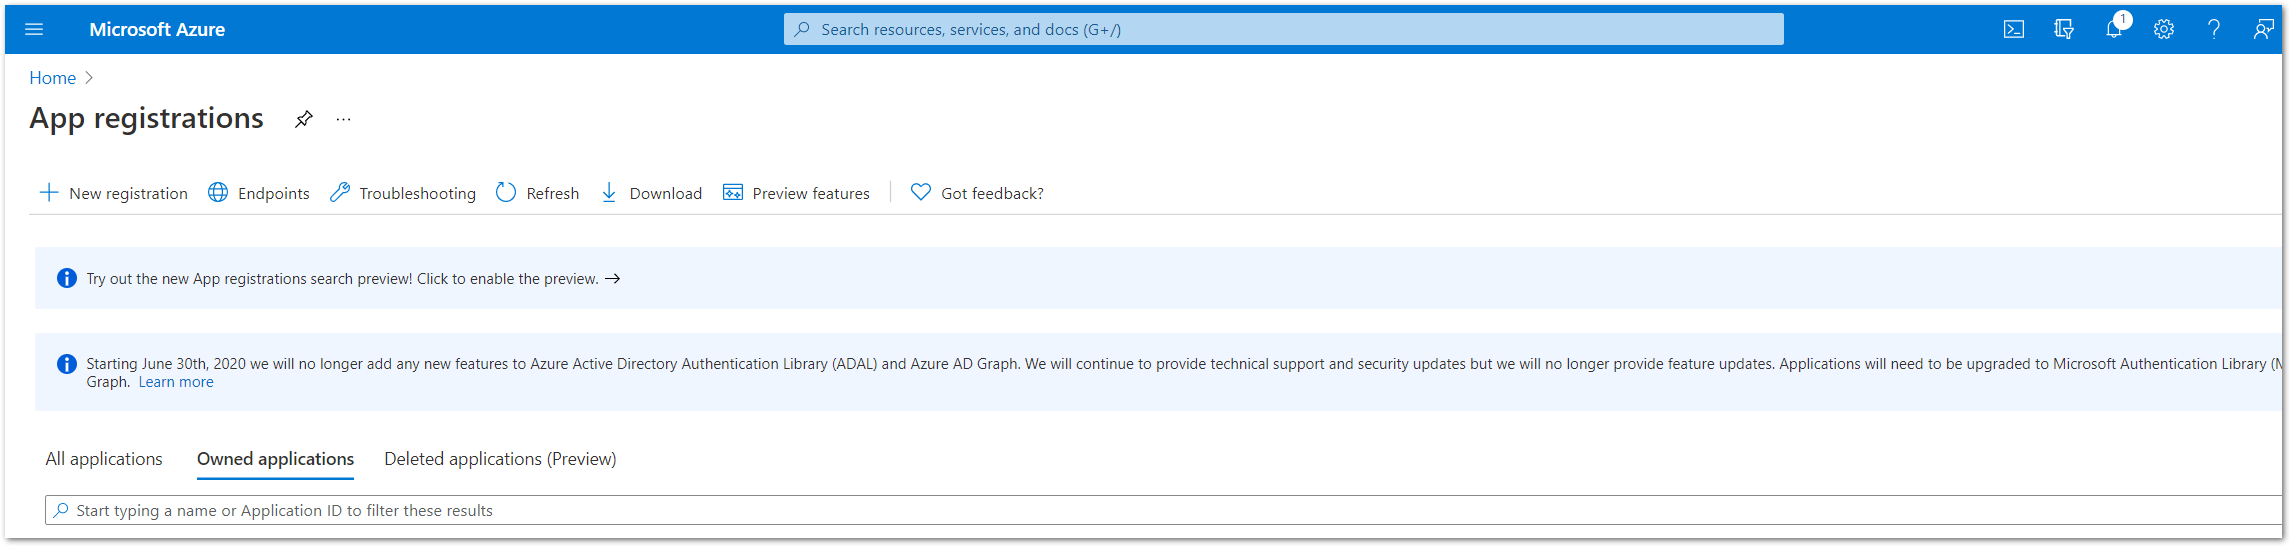 Microsoft Azure
Search resources, services, and docs (G+/)
1
Home
App registrations
New registration
Endpoints
Troubleshooting
Refresh
Download
Preview features
Got feedback?
Try out the new App registrations search preview! Click to enable the preview.
Starting June 30th, 2020 we will no longer add any new features to Azure Active Directory Authentication Library (ADAL) and Azure AD Graph. We will continue to provide technical support and security updates but we will no longer provide feature updates. Applications will need to be upgraded to Microsoft Authentication Library (
Graph. Learn more
All applications
Owned applications
Deleted applications (Preview)
Start typing a name or Application ID to filter these results